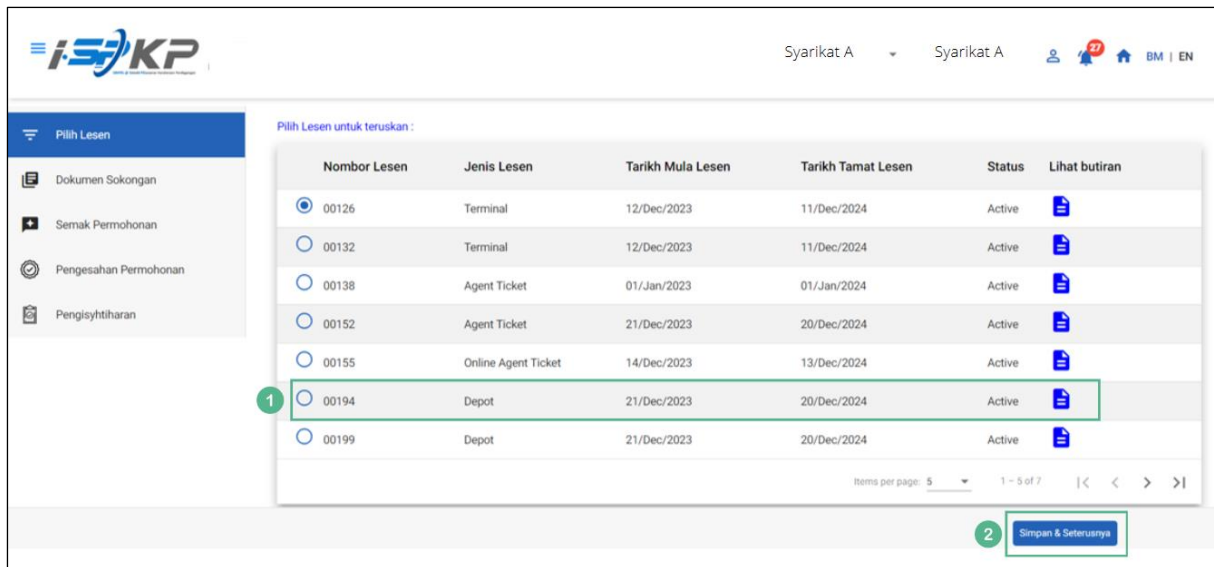 i-SPKP
Syarikat A Syarikat A 27 BM | EN
Pilih Lesen
Dokumen Sokongan
Semak Permohonan
Pengesahan Permohonan
Pengisyhtiharan
Pilih Lesen untuk teruskan :
Nombor Lesen Jenis Lesen Tarikh Mula Lesen Tarikh Tamat Lesen Status Lihat butiran
00126 Terminal 12/Dec/2023 11/Dec/2024 Active
00132 Terminal 12/Dec/2023 11/Dec/2024 Active
00138 Agent Ticket 01/Jan/2023 01/Jan/2024 Active
00152 Agent Ticket 21/Dec/2023 20/Dec/2024 Active
00155 Online Agent Ticket 14/Dec/2023 13/Dec/2024 Active
1 00194 Depot 21/Dec/2023 20/Dec/2024 Active
00199 Depot 21/Dec/2023 20/Dec/2024 Active
Items per page: 5 1 – 5 of 7
2 Simpan & Seterusnya